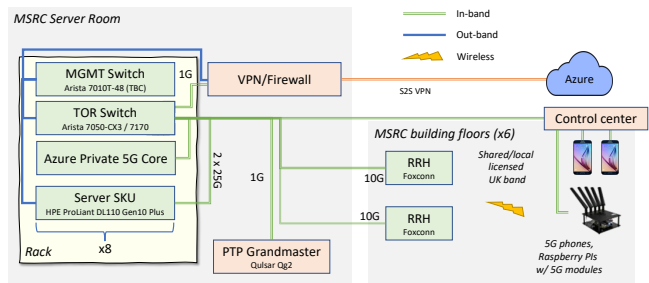 MSRC Server Room
In-band
Out-band
Wireless
MGMT Switch
Arista 7010T-48 (TBC)
1G
VPN/Firewall
S2S VPN
Azure
TOR Switch
Arista 7050-CX3 / 7170
Control center
MSRC building floors (x6)
Azure Private 5G Core
2 x 25G
1G
RRH
Foxconn
10G
Shared/local
licensed
UK band
Server SKU
HPE ProLiant DL110 Gen10 Plus
10G
RRH
Foxconn
x8
Rack
PTP Grandmaster
Qulsar Qg2
5G phones,
Raspberry PIs
w/ 5G modules